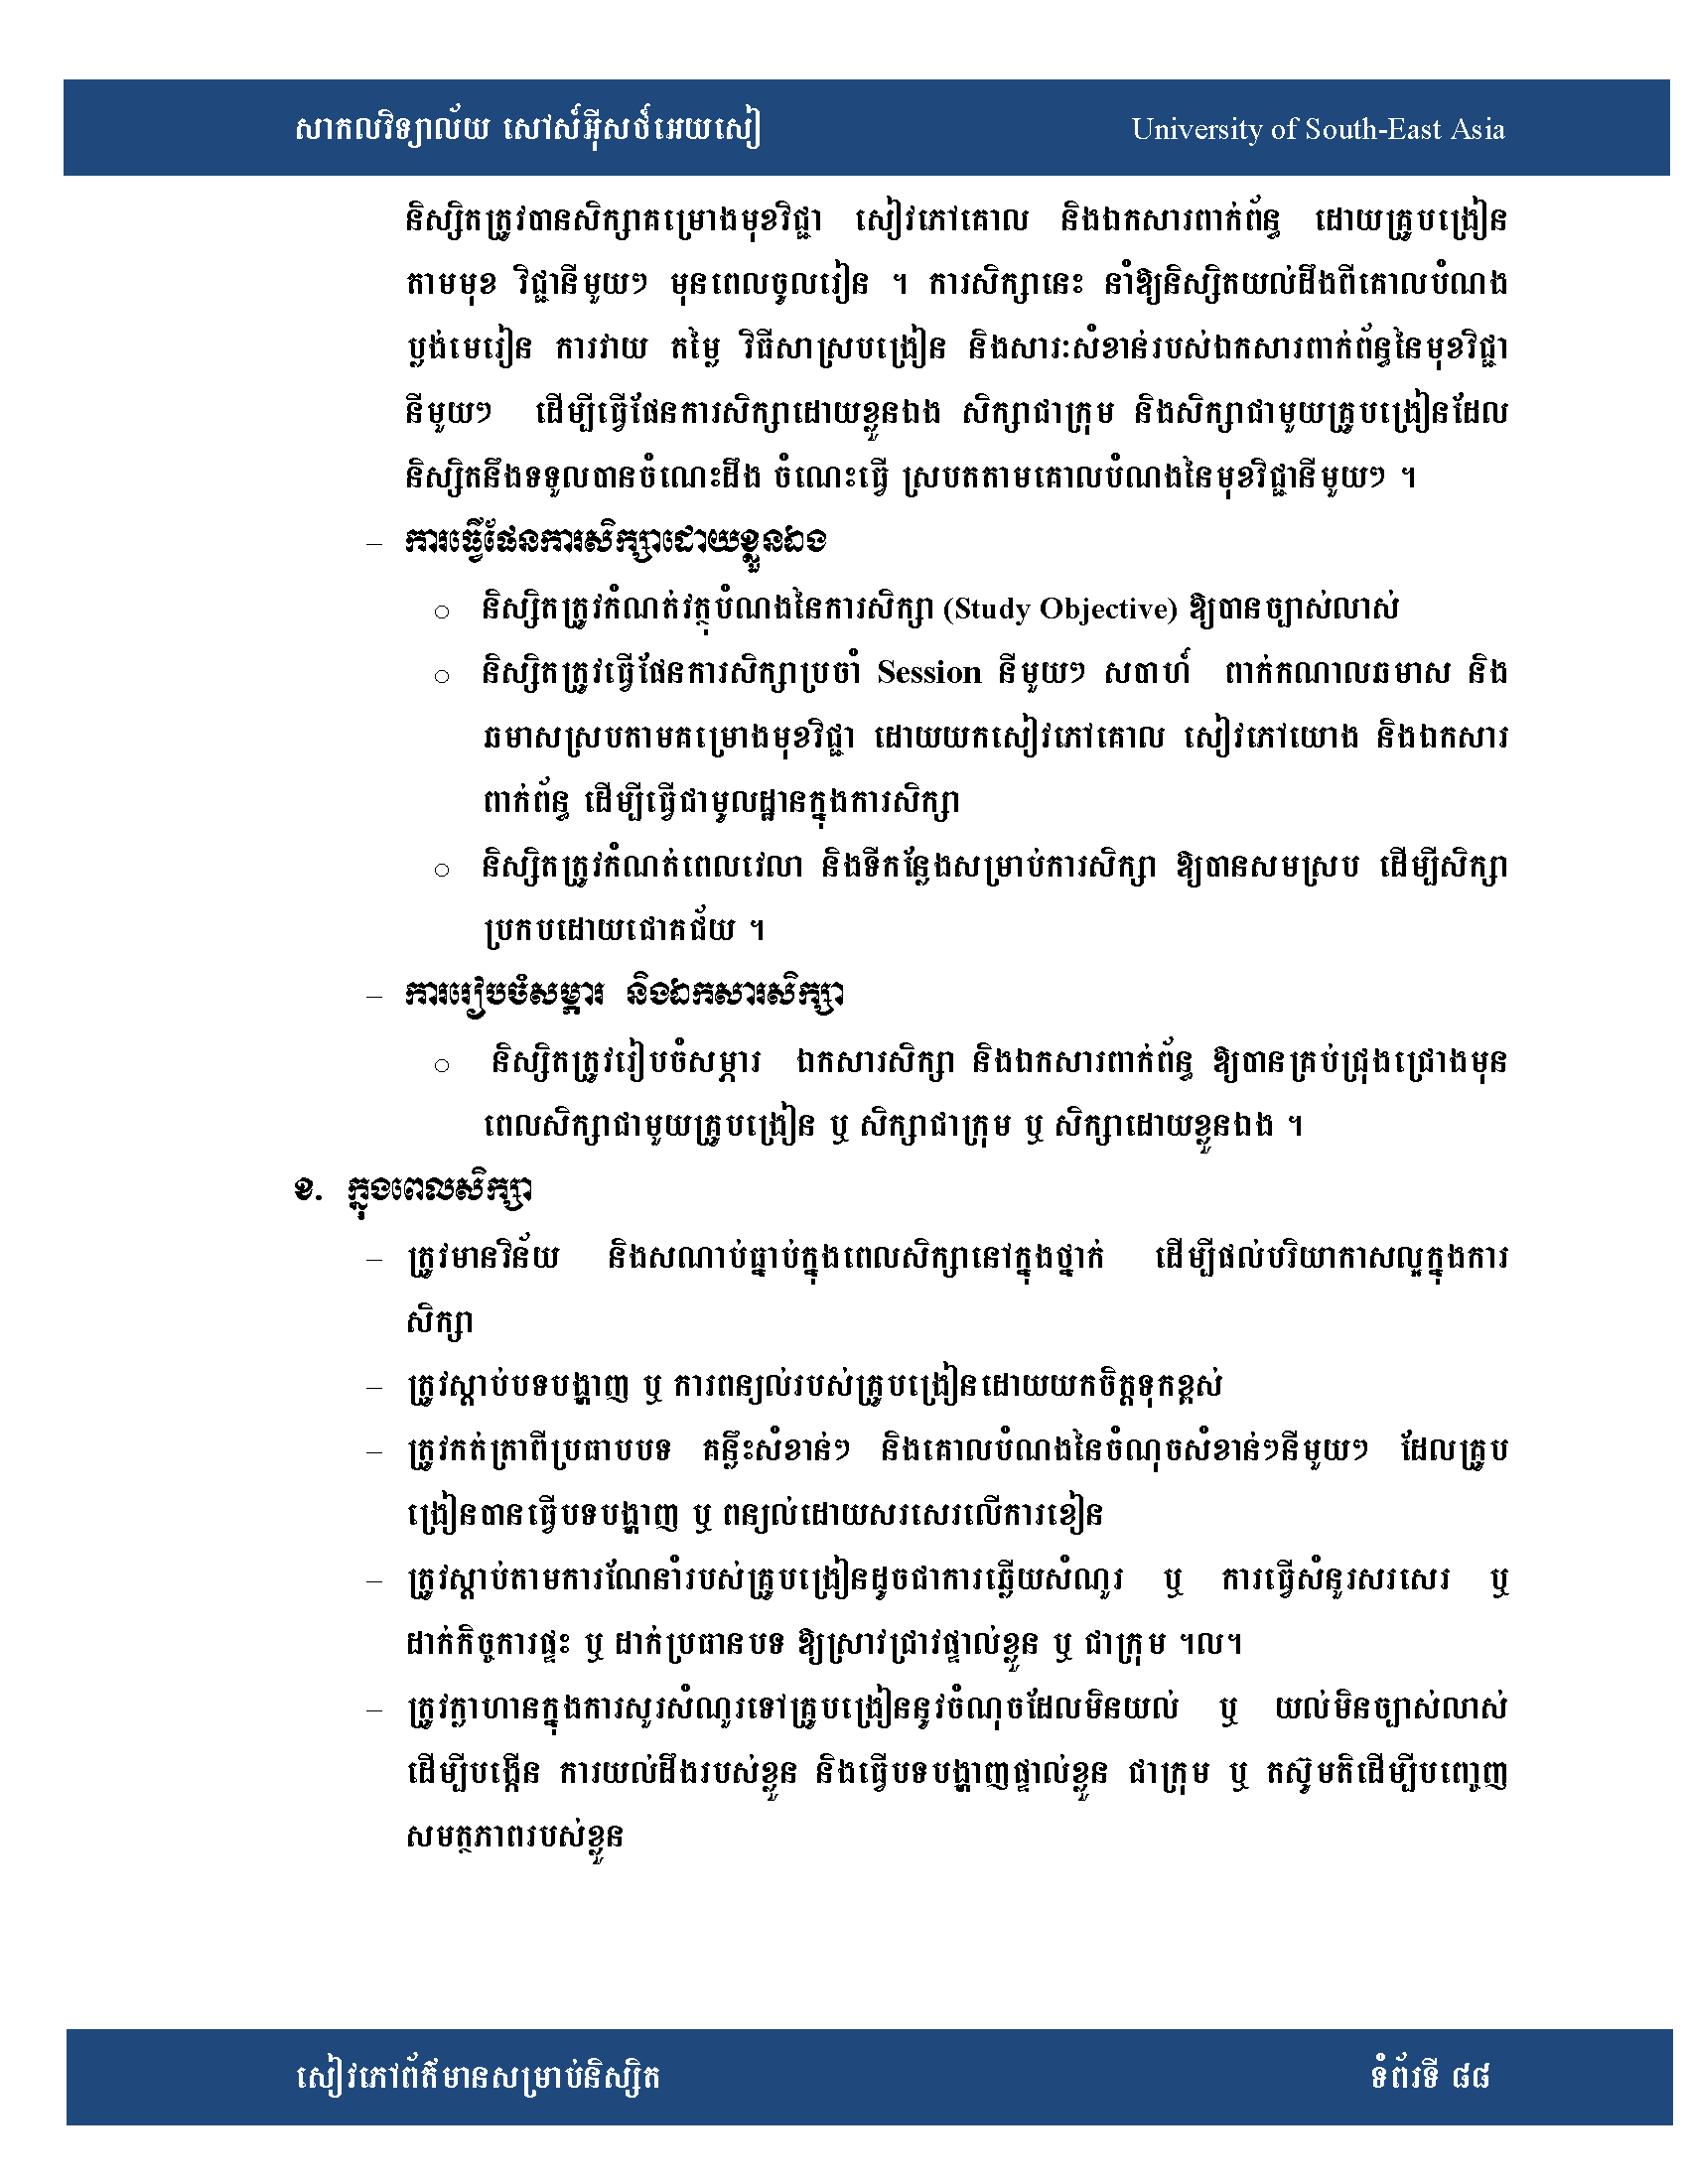 សាកលវិទ្យាល័យ សៅស៍អ៊ីសថ៍អេយសៀ University of South-East Asia
និស្សិតត្រូវបានសិក្សាគម្រោងមុខវិជ្ជា សៀវភៅគោល និងឯកសារពាក់ព័ន្ធ ដោយគ្រូបង្រៀន
តាមមុខ វិជ្ជានីមួយៗ មុនពេលចូលរៀន ។ ការសិក្សានេះ នាំឱ្យនិស្សិតយល់ដឹងពីគោលបំណង
ប្លង់មេរៀន ការវាយ តម្លៃ វិធីសាស្របង្រៀន និងសារៈសំខាន់របស់ឯកសារពាក់ព័ន្ធនៃមុខវិជ្ជា
នីមួយៗ ដើម្បីធ្វើផែនការសិក្សាដោយខ្លួនឯង សិក្សាជាក្រុម និងសិក្សាជាមួយគ្រូបង្រៀនដែល
និស្សិតនឹងទទួលបានចំណេះដឹង ចំណេះធ្វើ ស្របតតាមគោលបំណងនៃមុខវិជ្ជានីមួយៗ ។
– ការធ្វើផែនការសិក្សាដោយខ្លួនឯង
○ និស្សិតត្រូវកំណត់វត្ថុបំណងនៃការសិក្សា (Study Objective) ឱ្យបានច្បាស់លាស់
○ និស្សិតត្រូវធ្វើផែនការសិក្សាប្រចាំ Session នីមួយៗ សបាហ៍ ពាក់កណាលឆមាស និង
ឆមាសស្របតាមគម្រោងមុខវិជ្ជា ដោយយកសៀវភៅគោល សៀវភៅយោង និងឯកសារ
ពាក់ព័ន្ធ ដើម្បីធ្វើជាមូលដ្ឋានក្នុងការសិក្សា
○ និស្សិតត្រូវកំណត់ពេលវេលា និងទីកន្លែងសម្រាប់ការសិក្សា ឱ្យបានសមស្រប ដើម្បីសិក្សា
ប្រកបដោយជោគជ័យ ។
– ការរៀបចំសម្ភារ និងឯកសារសិក្សា
○ និស្សិតត្រូវរៀបចំសម្ភារ ឯកសារសិក្សា និងឯកសារពាក់ព័ន្ធ ឱ្យបានគ្រប់ជ្រុងជ្រោងមុន
ពេលសិក្សាជាមួយគ្រូបង្រៀន ឬ សិក្សាជាក្រុម ឬ សិក្សាដោយខ្លួនឯង ។
ខ. ក្នុងពេលសិក្សា
– ត្រូវមានវិន័យ និងសណាប់ធ្នាប់ក្នុងពេលសិក្សានៅក្នុងថ្នាក់ ដើម្បីផល់បរិយាកាសល្អក្នុងការ
សិក្សា
– ត្រូវស្តាប់បទបង្ហាញ ឬ ការពន្យល់របស់គ្រូបង្រៀនដោយយកចិត្តទុកខ្ពស់
– ត្រូវកត់ត្រាពីប្រធាបបទ គន្លឹះសំខាន់ៗ និងគោលបំណងនៃចំណុចសំខាន់ៗនីមួយៗ ដែលគ្រូប
ង្រៀនបានធ្វើបទបង្ហាញ ឬ ពន្យល់ដោយសរសេរលើការខៀន
– ត្រូវស្តាប់តាមការណែនាំរបស់គ្រូបង្រៀនដូចជាការឆ្លើយសំណួរ ឬ ការធ្វើសំនួរសរសេរ ឬ
ដាក់កិច្ចការផ្ទះ ឬ ដាក់ប្រធានបទ ឱ្យស្រាវជ្រាវផ្ទាល់ខ្លួន ឬ ជាក្រុម ។ល។
– ត្រូវក្លាហានក្នុងការសួរសំណួរទៅគ្រូបង្រៀននូវចំណុចដែលមិនយល់ ឬ យល់មិនច្បាស់លាស់
ដើម្បីបង្កើន ការយល់ដឹងរបស់ខ្លួន និងធ្វើបទបង្ហាញផ្ទាល់ខ្លួន ជាក្រុម ឬ តស៊ូមតិដើម្បីបញ្ចេញ
សមត្ថភាពរបស់ខ្លួន
សៀវភៅព័ត៌មានសម្រាប់និស្សិត ទំព័រទី ៨៨